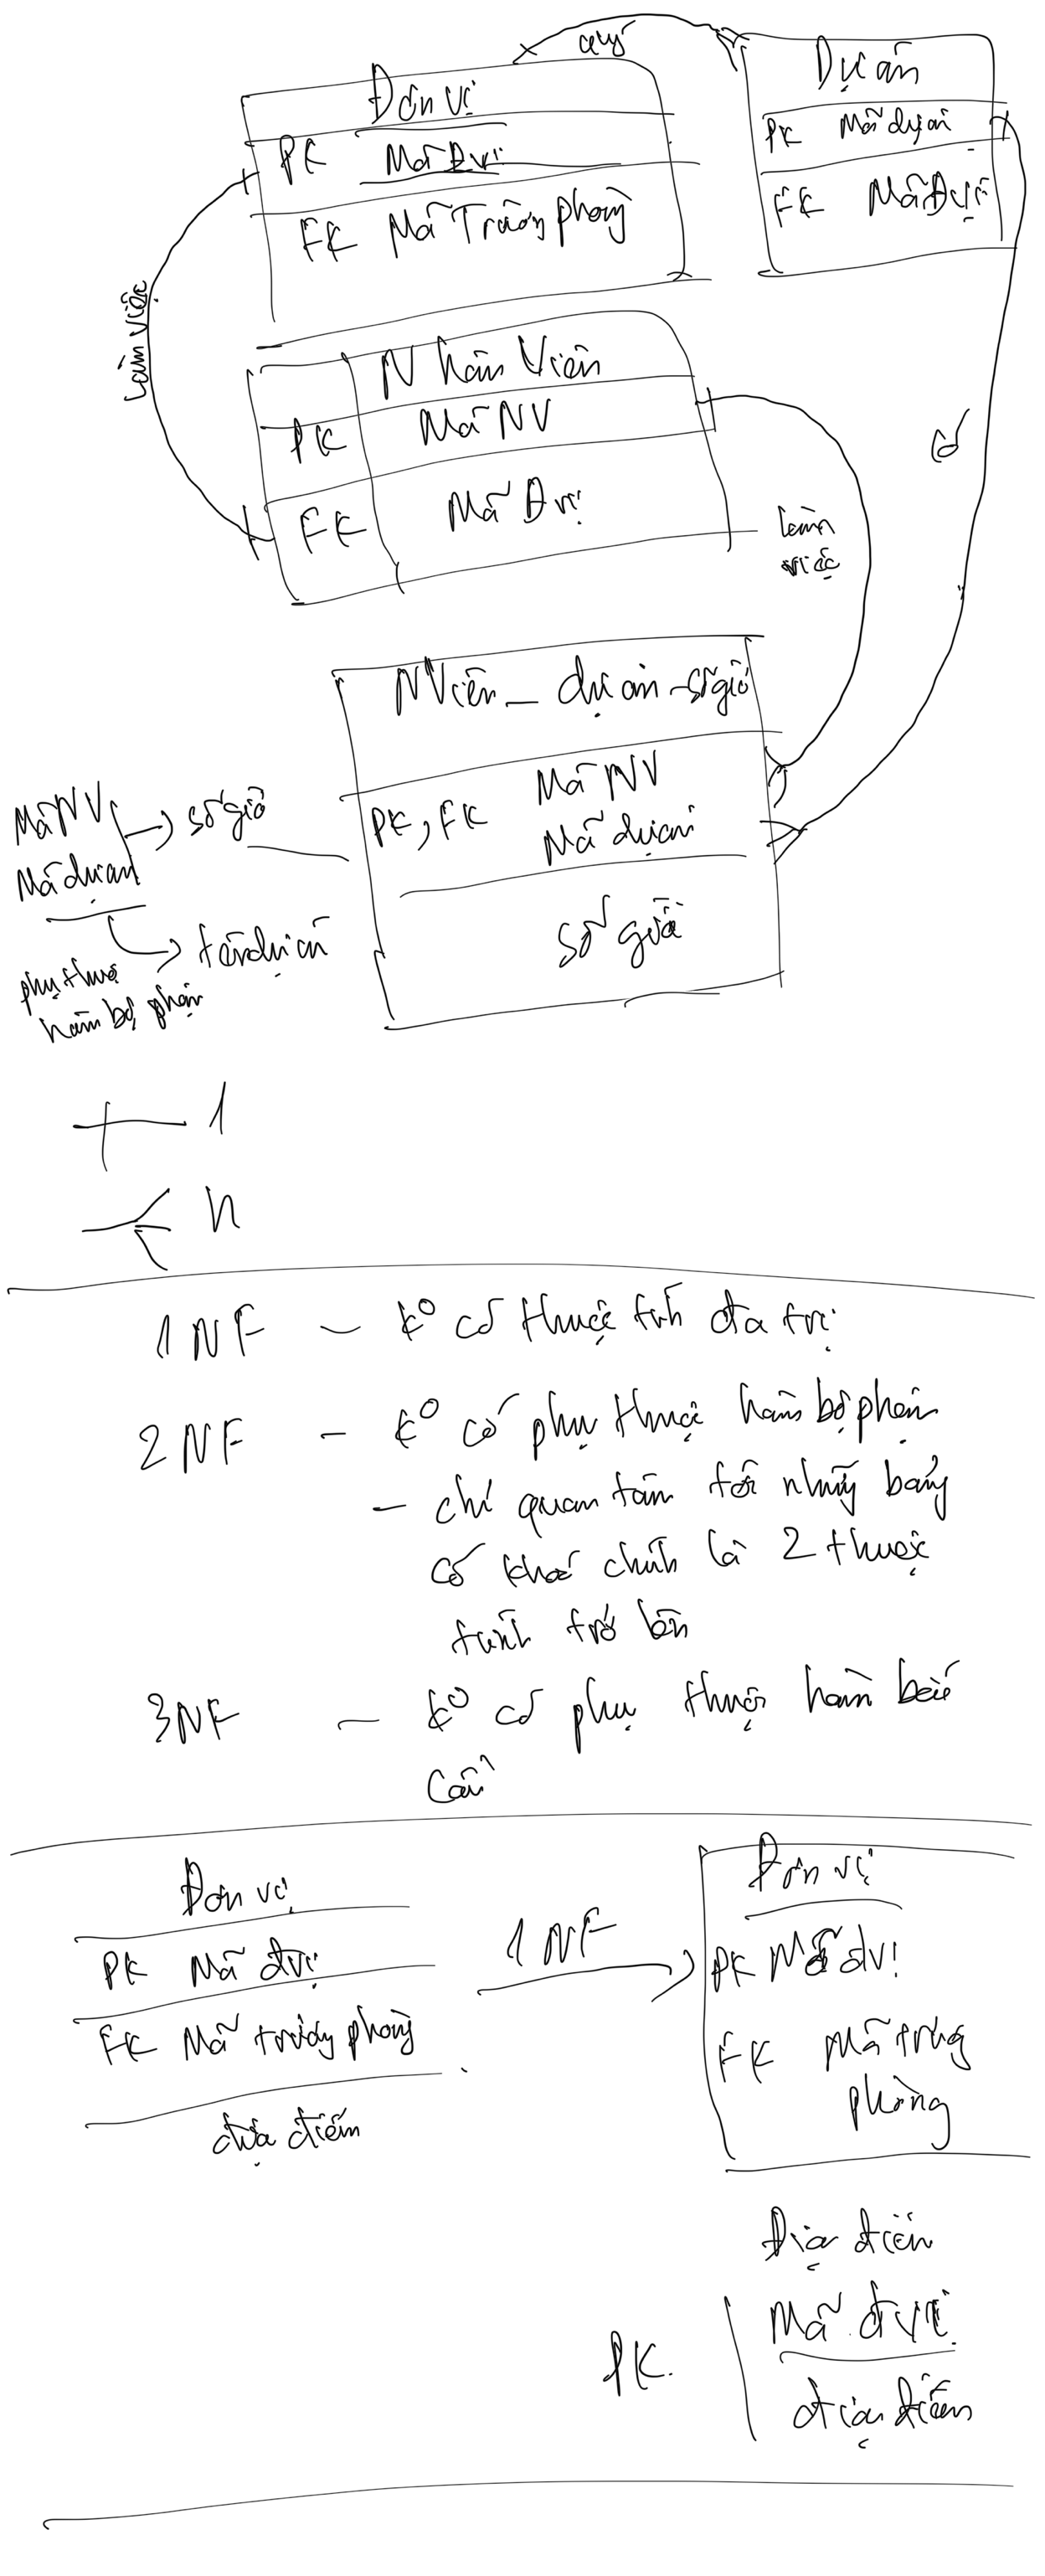 quý
Đơn vị
PK Mã Đvị
FK Mã Trưởng phòng
Dự án
PK Mã dự án
FK Mã Đvị
Làm việc
Nhân Viên
PK Mã NV
FK Mã Đvị
có
làm
việc
NViên_dự án_số giờ
PK, FK Mã NV
Mã dự án
số giờ
Mã NV → số giờ
Mã dự án
→ tên dự án
phụ thuộc
hàm bộ phận
1
n
1NF - k° có thuộc tính đa trị
2NF - k° có phụ thuộc hàm bộ phận
- chỉ quan tâm tới những bảng
có khoá chính là 2 thuộc
tính trở lên
3NF - k° có phụ thuộc hàm bắc
cầu
Đơn vị
PK Mã đvị
FK Mã trưởng phòng
địa điểm
1NF
Đơn vị
PK Mã đvị
FK Mã trưởng
phòng
Địa điểm
PK Mã đvị
địa điểm